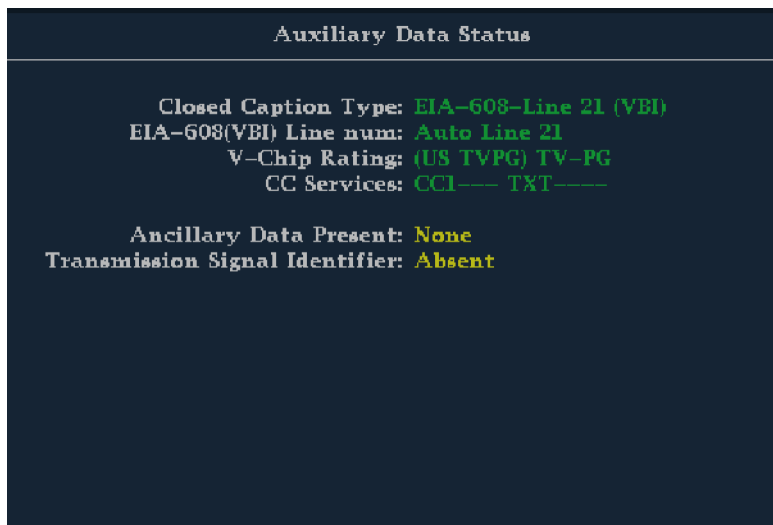 Auxiliary Data Status
Closed Caption Type: EIA-608-Line 21 (VBI)
EIA-608(VBI) Line num: Auto Line 21
V-Chip Rating: (US TVPG) TV-PG
CC Services: CC1--- TXT----
Ancillary Data Present: None
Transmission Signal Identifier: Absent